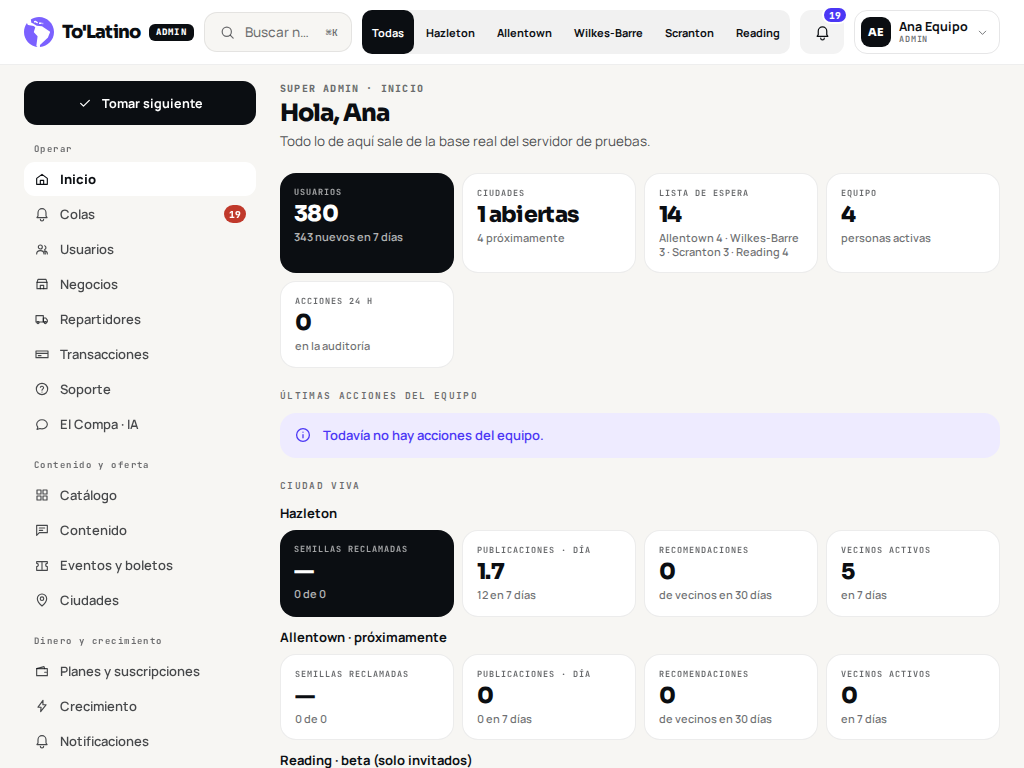 To'Latino ADMIN
Buscar n... ⌘K
Todas Hazleton Allentown Wilkes-Barre Scranton Reading
19
AE Ana Equipo
ADMIN
Tomar siguiente
Operar
Inicio
Colas 19
Usuarios
Negocios
Repartidores
Transacciones
Soporte
El Compa · IA
Contenido y oferta
Catálogo
Contenido
Eventos y boletos
Ciudades
Dinero y crecimiento
Planes y suscripciones
Crecimiento
Notificaciones
SUPER ADMIN · INICIO
Hola, Ana
Todo lo de aquí sale de la base real del servidor de pruebas.
USUARIOS
380
343 nuevos en 7 días
CIUDADES
1 abiertas
4 próximamente
LISTA DE ESPERA
14
Allentown 4 · Wilkes-Barre
3 · Scranton 3 · Reading 4
EQUIPO
4
personas activas
ACCIONES 24 H
0
en la auditoría
ÚLTIMAS ACCIONES DEL EQUIPO
Todavía no hay acciones del equipo.
CIUDAD VIVA
Hazleton
SEMILLAS RECLAMADAS
—
0 de 0
PUBLICACIONES · DÍA
1.7
12 en 7 días
RECOMENDACIONES
0
de vecinos en 30 días
VECINOS ACTIVOS
5
en 7 días
Allentown · próximamente
SEMILLAS RECLAMADAS
—
0 de 0
PUBLICACIONES · DÍA
0
0 en 7 días
RECOMENDACIONES
0
de vecinos en 30 días
VECINOS ACTIVOS
0
en 7 días
Reading · beta (solo invitados)